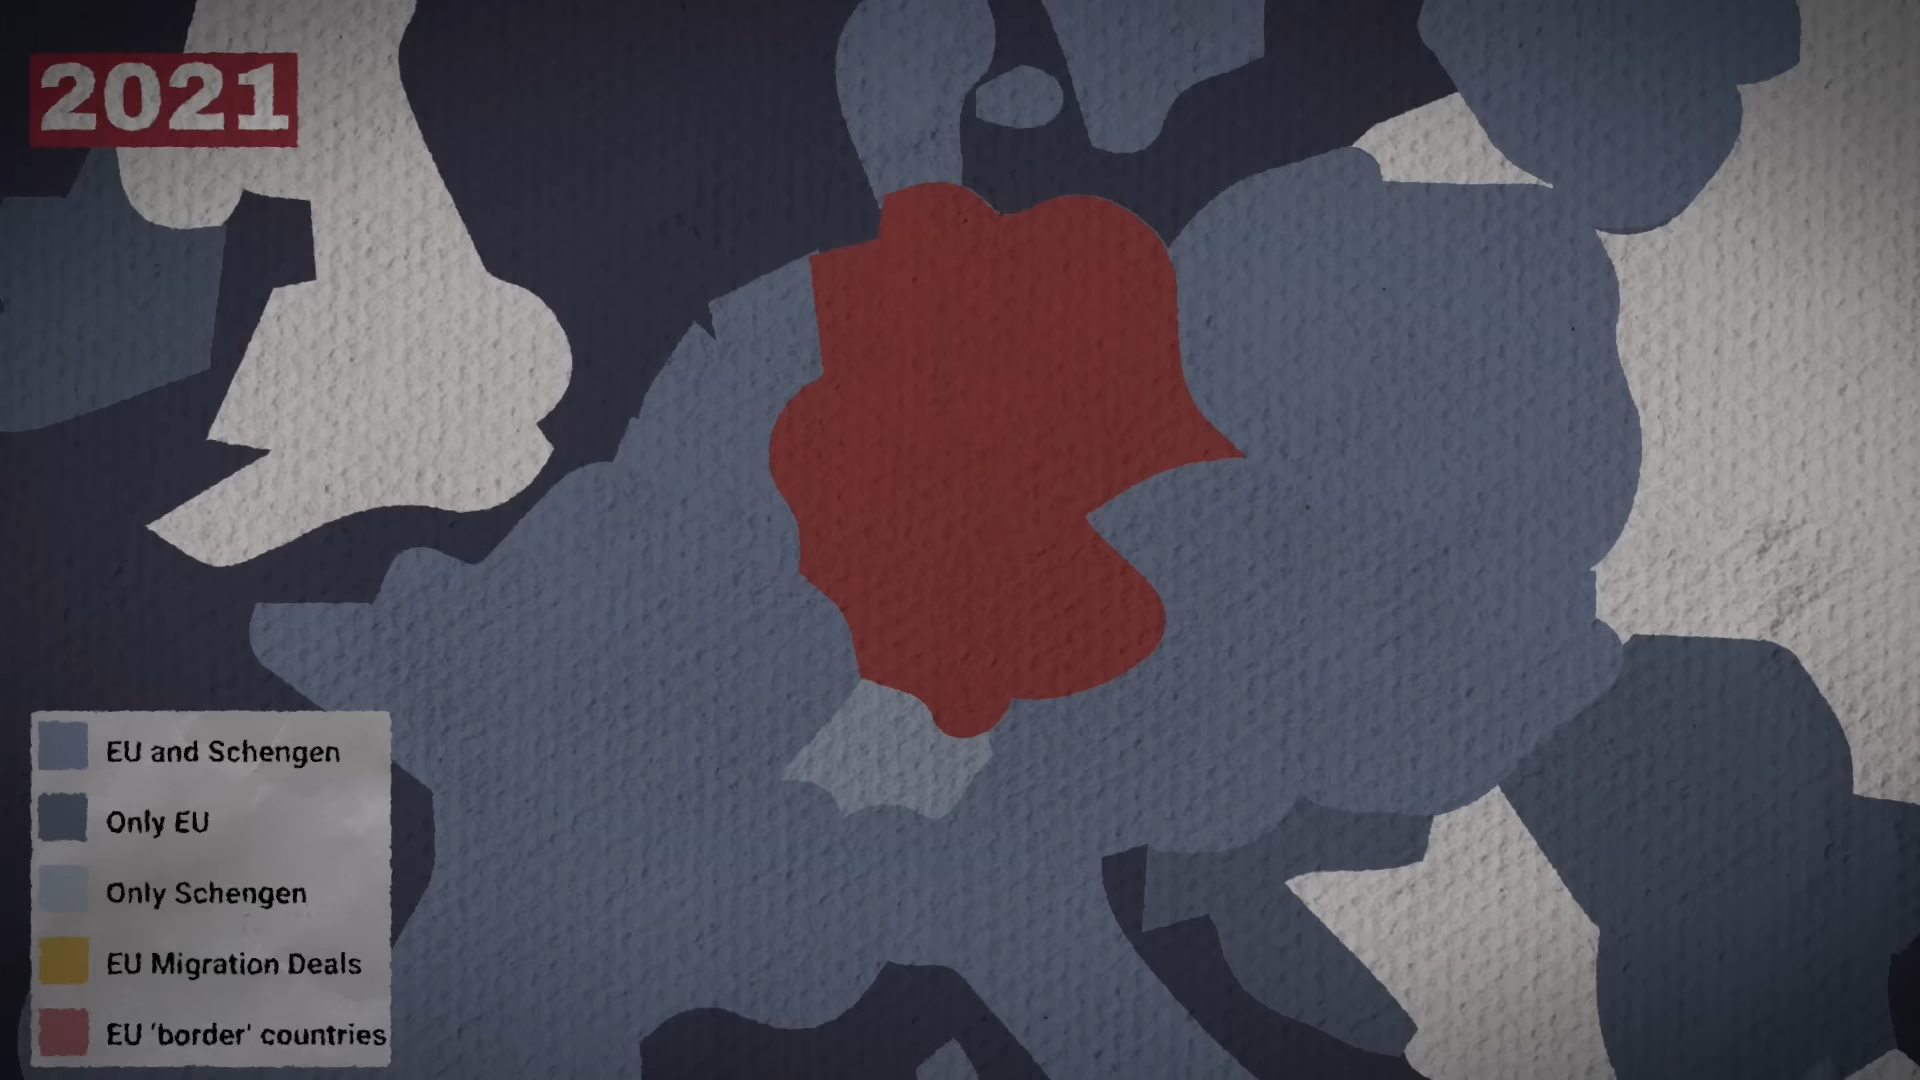 2021
EU and Schengen
Only EU
Only Schengen
EU Migration Deals
EU 'border' countries